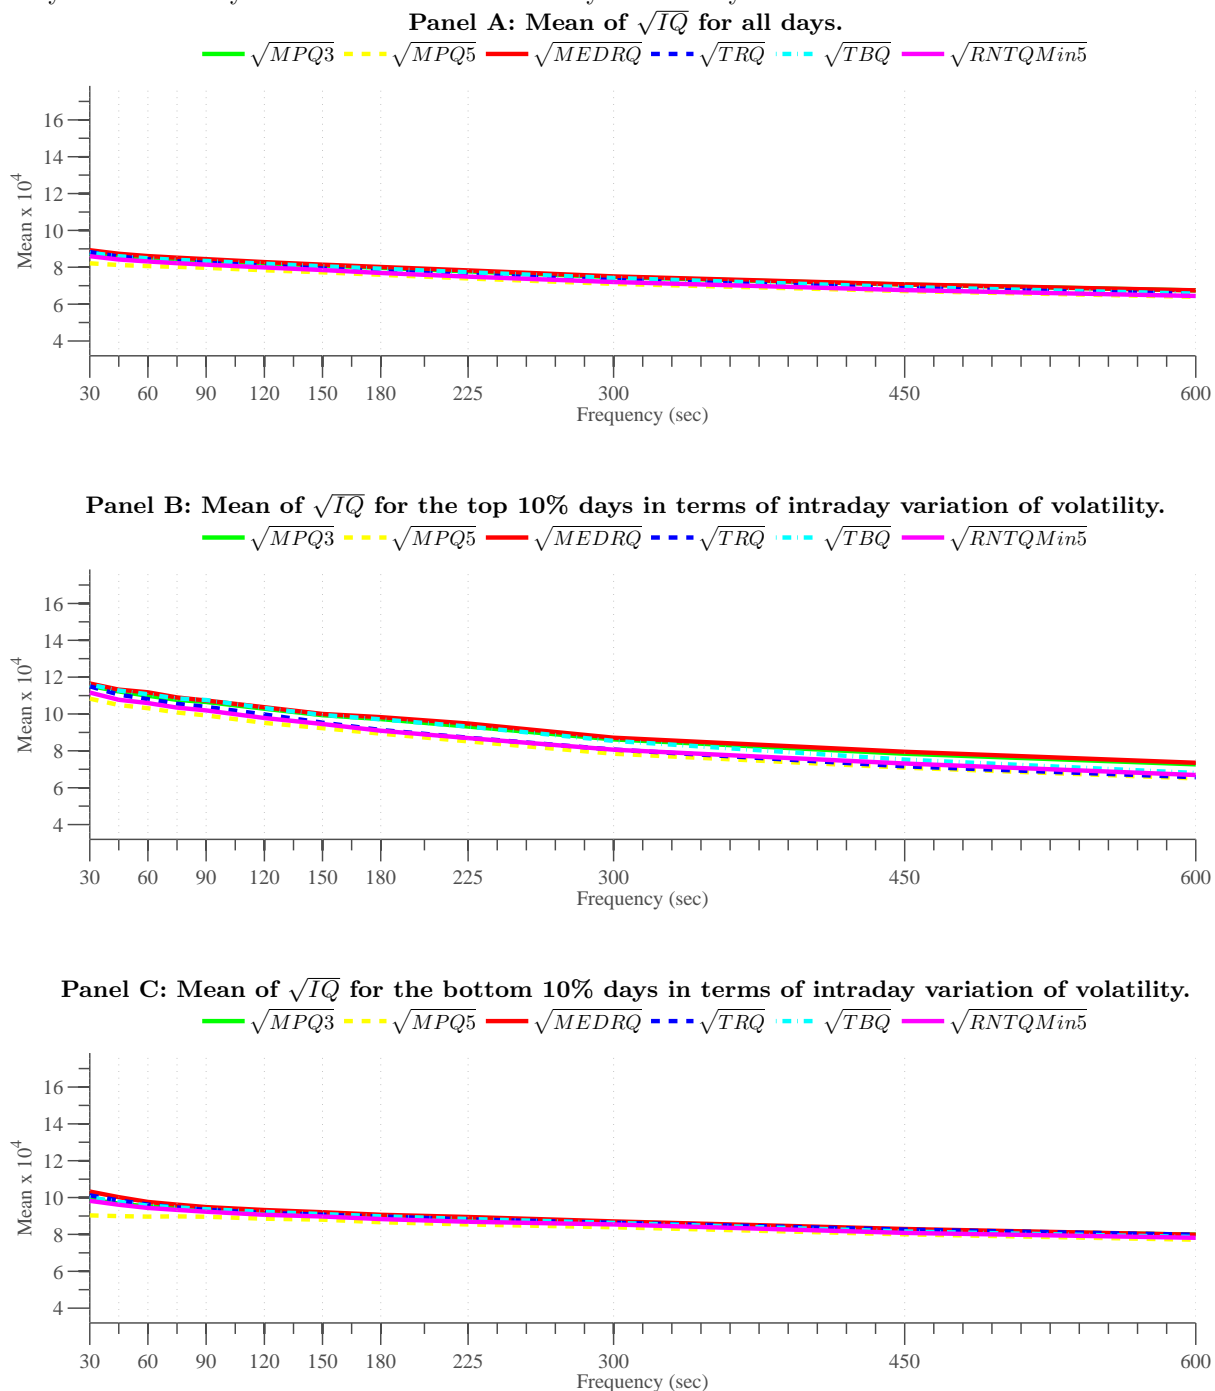 Panel A: Mean of √IQ for all days.
√MPQ3 √MPQ5 √MEDRQ √TRQ √TBQ √RNTQMin5
16
14
12
10
8
6
4
Mean x 10⁴
30 60 90 120 150 180 225 300 450 600
Frequency (sec)
Panel B: Mean of √IQ for the top 10% days in terms of intraday variation of volatility.
√MPQ3 √MPQ5 √MEDRQ √TRQ √TBQ √RNTQMin5
16
14
12
10
8
6
4
Mean x 10⁴
30 60 90 120 150 180 225 300 450 600
Frequency (sec)
Panel C: Mean of √IQ for the bottom 10% days in terms of intraday variation of volatility.
√MPQ3 √MPQ5 √MEDRQ √TRQ √TBQ √RNTQMin5
16
14
12
10
8
6
4
Mean x 10⁴
30 60 90 120 150 180 225 300 450 600
Frequency (sec)